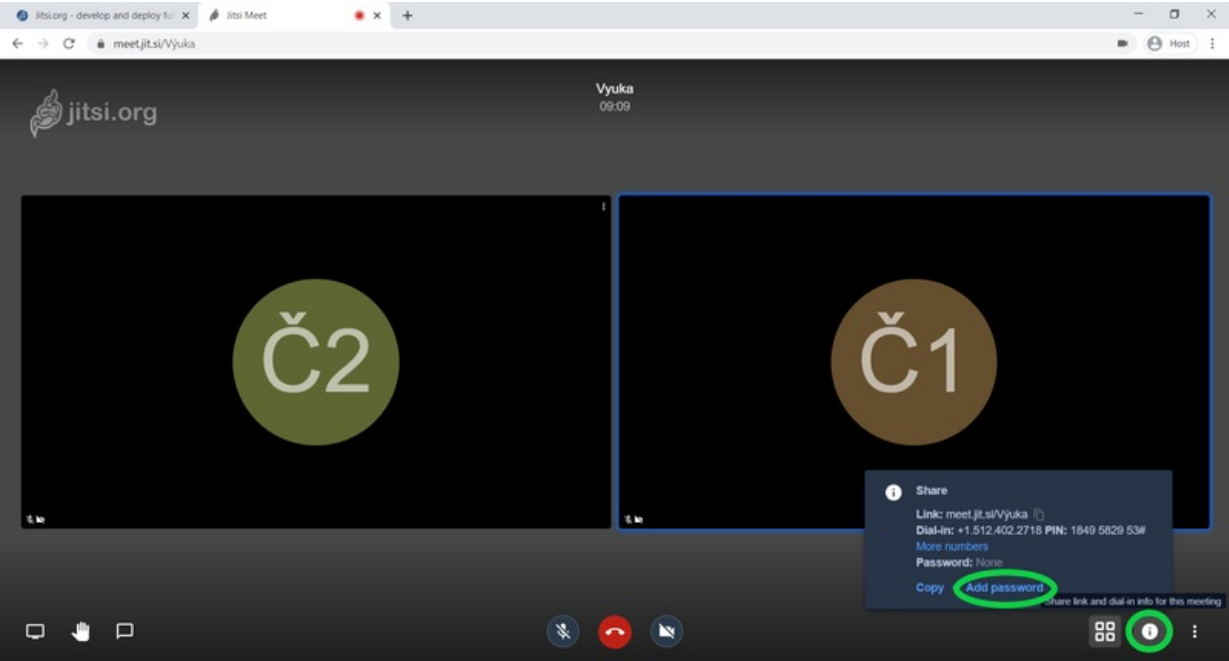 Jitsi.org - develop and deploy ful
Jitsi Meet
meet.jit.si/Výuka
Host
jitsi.org
Vyuka
09:09
Č2
Č1
Share
Link: meet.jit.si/Výuka
Dial-in: +1.512.402.2718 PIN: 1849 5829 53#
More numbers
Password: None
Copy Add password
Share link and dial-in info for this meeting